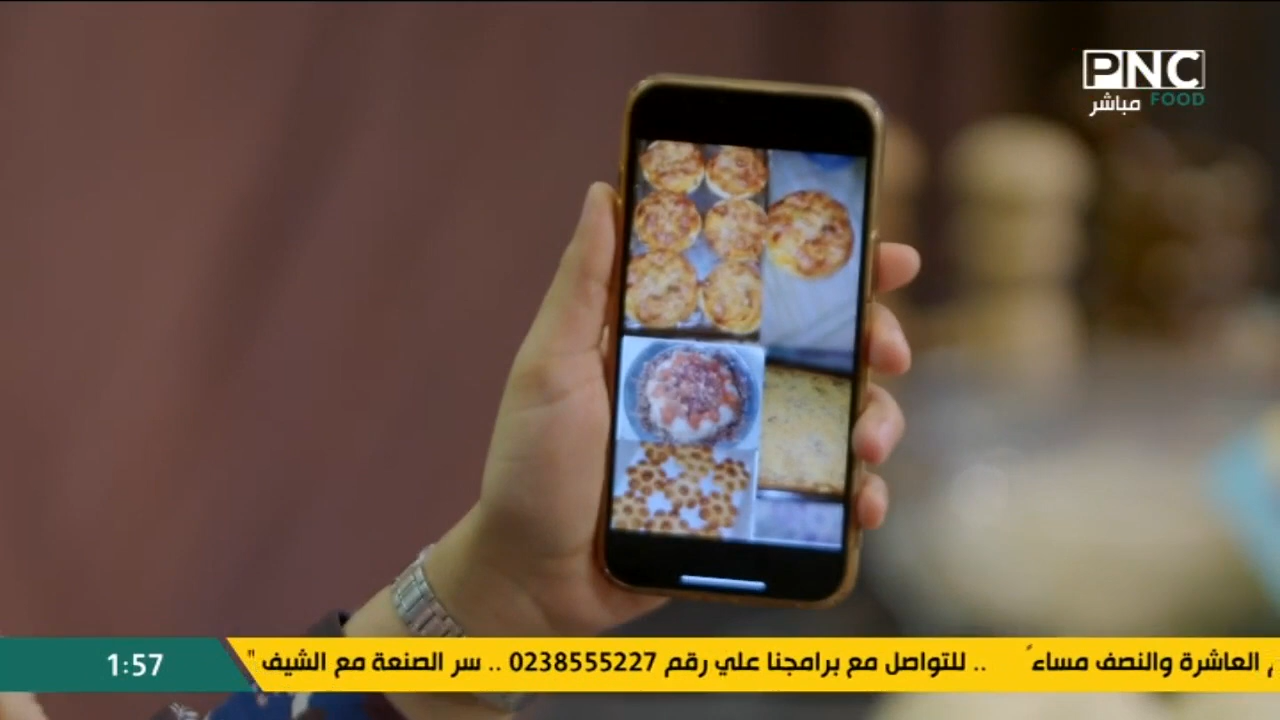 PNC
مباشر FOOD
1:57
العاشرة والنصف مساءً .. للتواصل مع برامجنا علي رقم 0238555227 .. سر الصنعة مع الشيف "